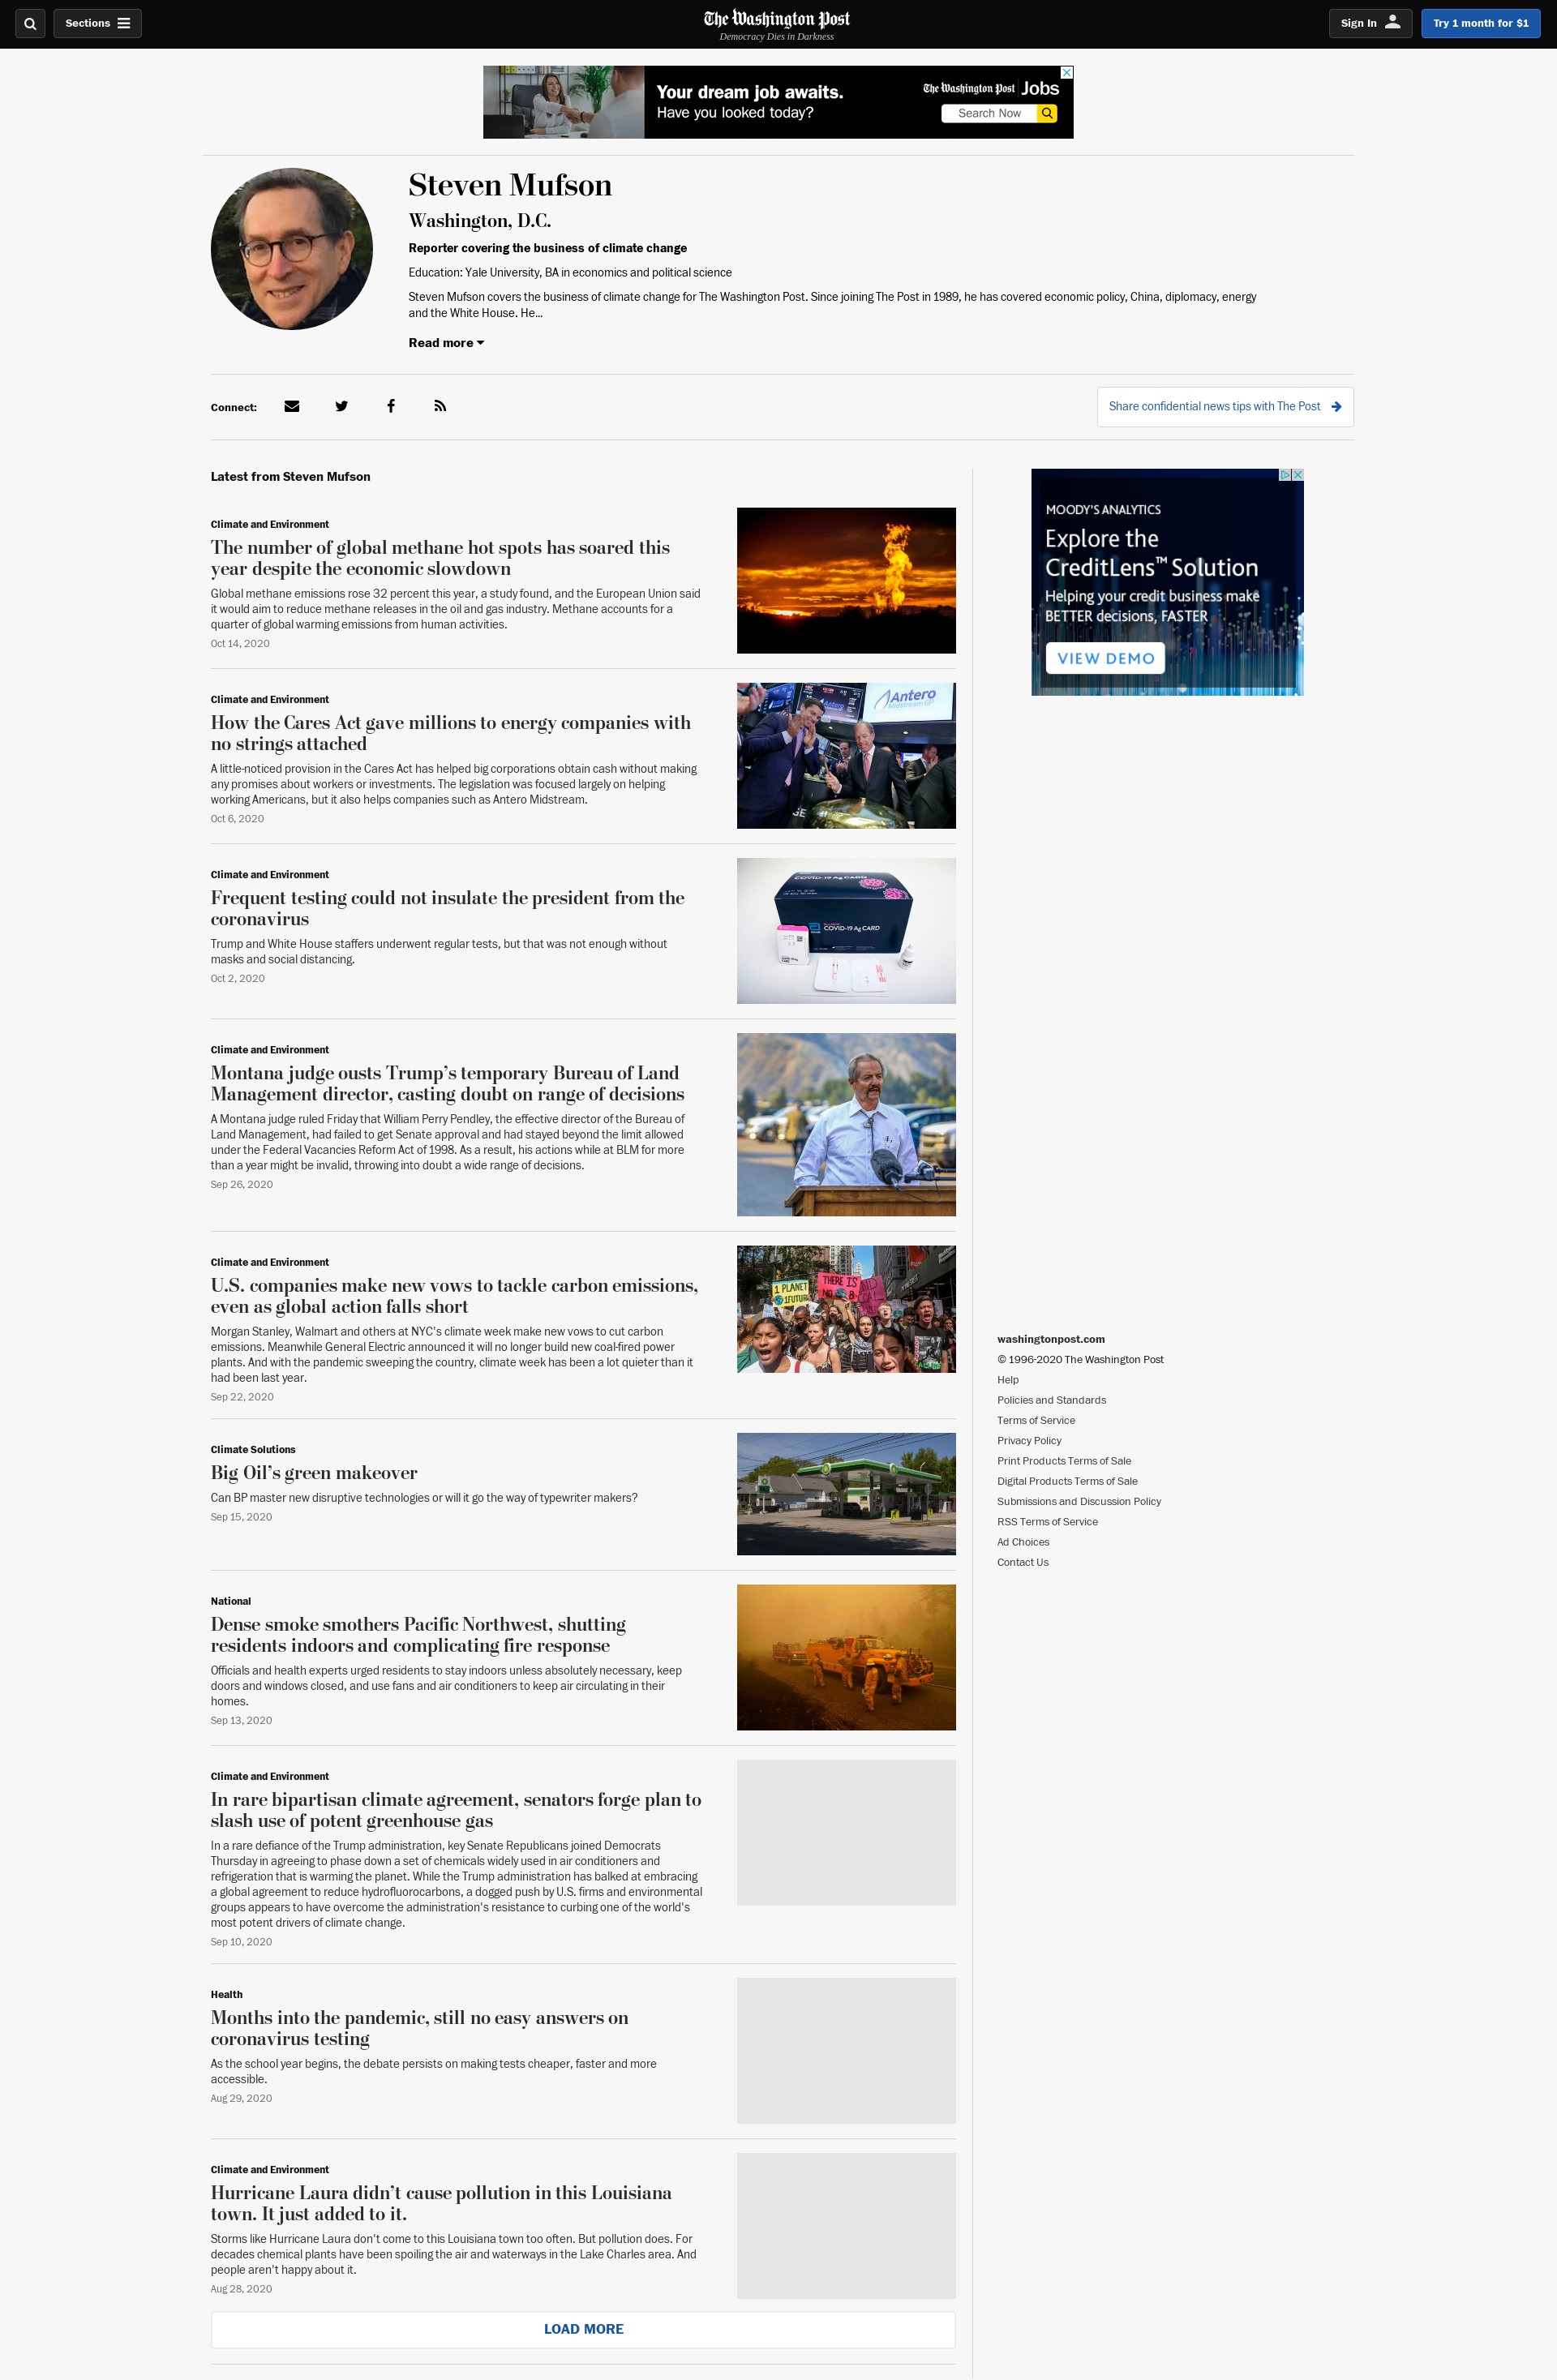 Sections
The Washington Post
Democracy Dies in Darkness
Sign In
Try 1 month for $1
Your dream job awaits.
Have you looked today?
The Washington Post Jobs
Search Now
Steven Mufson
Washington, D.C.
Reporter covering the business of climate change
Education: Yale University, BA in economics and political science
Steven Mufson covers the business of climate change for The Washington Post. Since joining The Post in 1989, he has covered economic policy, China, diplomacy, energy
and the White House. He...
Read more
Connect:
Share confidential news tips with The Post
Latest from Steven Mufson
Climate and Environment
The number of global methane hot spots has soared this
year despite the economic slowdown
Global methane emissions rose 32 percent this year, a study found, and the European Union said
it would aim to reduce methane releases in the oil and gas industry. Methane accounts for a
quarter of global warming emissions from human activities.
Oct 14, 2020
MOODY'S ANALYTICS
Explore the
CreditLens™ Solution
Helping your credit business make
BETTER decisions, FASTER
VIEW DEMO
Climate and Environment
How the Cares Act gave millions to energy companies with
no strings attached
A little-noticed provision in the Cares Act has helped big corporations obtain cash without making
any promises about workers or investments. The legislation was focused largely on helping
working Americans, but it also helps companies such as Antero Midstream.
Oct 6, 2020
Antero
Midstream GP
Climate and Environment
Frequent testing could not insulate the president from the
coronavirus
Trump and White House staffers underwent regular tests, but that was not enough without
masks and social distancing.
Oct 2, 2020
COVID-19 Ag CARD
Climate and Environment
Montana judge ousts Trump’s temporary Bureau of Land
Management director, casting doubt on range of decisions
A Montana judge ruled Friday that William Perry Pendley, the effective director of the Bureau of
Land Management, had failed to get Senate approval and had stayed beyond the limit allowed
under the Federal Vacancies Reform Act of 1998. As a result, his actions while at BLM for more
than a year might be invalid, throwing into doubt a wide range of decisions.
Sep 26, 2020
Climate and Environment
U.S. companies make new vows to tackle carbon emissions,
even as global action falls short
Morgan Stanley, Walmart and others at NYC's climate week make new vows to cut carbon
emissions. Meanwhile General Electric announced it will no longer build new coal-fired power
plants. And with the pandemic sweeping the country, climate week has been a lot quieter than it
had been last year.
Sep 22, 2020
1 PLANET
THERE IS
NO B
Climate Solutions
Big Oil’s green makeover
Can BP master new disruptive technologies or will it go the way of typewriter makers?
Sep 15, 2020
National
Dense smoke smothers Pacific Northwest, shutting
residents indoors and complicating fire response
Officials and health experts urged residents to stay indoors unless absolutely necessary, keep
doors and windows closed, and use fans and air conditioners to keep air circulating in their
homes.
Sep 13, 2020
Climate and Environment
In rare bipartisan climate agreement, senators forge plan to
slash use of potent greenhouse gas
In a rare defiance of the Trump administration, key Senate Republicans joined Democrats
Thursday in agreeing to phase down a set of chemicals widely used in air conditioners and
refrigeration that is warming the planet. While the Trump administration has balked at embracing
a global agreement to reduce hydrofluorocarbons, a dogged push by U.S. firms and environmental
groups appears to have overcome the administration's resistance to curbing one of the world's
most potent drivers of climate change.
Sep 10, 2020
Health
Months into the pandemic, still no easy answers on
coronavirus testing
As the school year begins, the debate persists on making tests cheaper, faster and more
accessible.
Aug 29, 2020
Climate and Environment
Hurricane Laura didn’t cause pollution in this Louisiana
town. It just added to it.
Storms like Hurricane Laura don't come to this Louisiana town too often. But pollution does. For
decades chemical plants have been spoiling the air and waterways in the Lake Charles area. And
people aren't happy about it.
Aug 28, 2020
LOAD MORE
washingtonpost.com
© 1996-2020 The Washington Post
Help
Policies and Standards
Terms of Service
Privacy Policy
Print Products Terms of Sale
Digital Products Terms of Sale
Submissions and Discussion Policy
RSS Terms of Service
Ad Choices
Contact Us